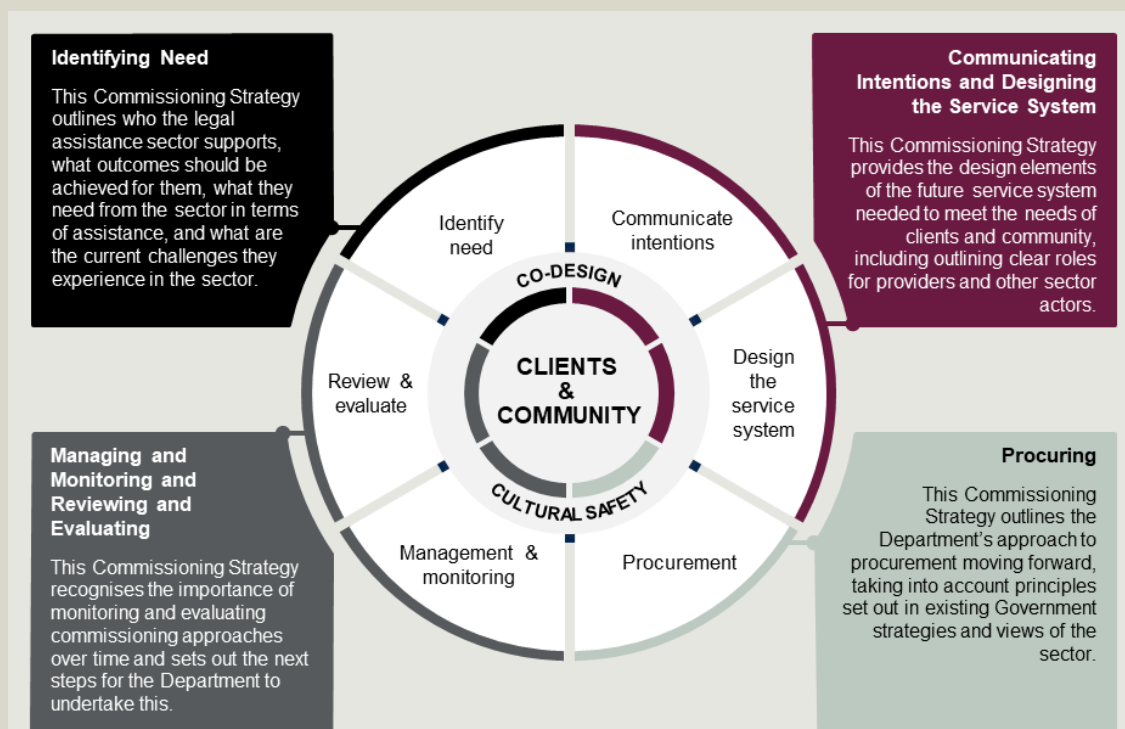 Identifying Need
This Commissioning Strategy
outlines who the legal
assistance sector supports,
what outcomes should be
achieved for them, what they
need from the sector in terms
of assistance, and what are
the current challenges they
experience in the sector.
Communicating
Intentions and Designing
the Service System
This Commissioning Strategy
provides the design elements
of the future service system
needed to meet the needs of
clients and community,
including outlining clear roles
for providers and other sector
actors.
Identify
need
Communicate
intentions
CO-DESIGN
Review &
evaluate
CLIENTS
&
COMMUNITY
Design
the
service
system
CULTURAL SAFETY
Management &
monitoring
Procurement
Managing and
Monitoring and
Reviewing and
Evaluating
This Commissioning Strategy
recognises the importance of
monitoring and evaluating
commissioning approaches
over time and sets out the next
steps for the Department to
undertake this.
Procuring
This Commissioning
Strategy outlines the
Department's approach to
procurement moving forward,
taking into account principles
set out in existing Government
strategies and views of the
sector.